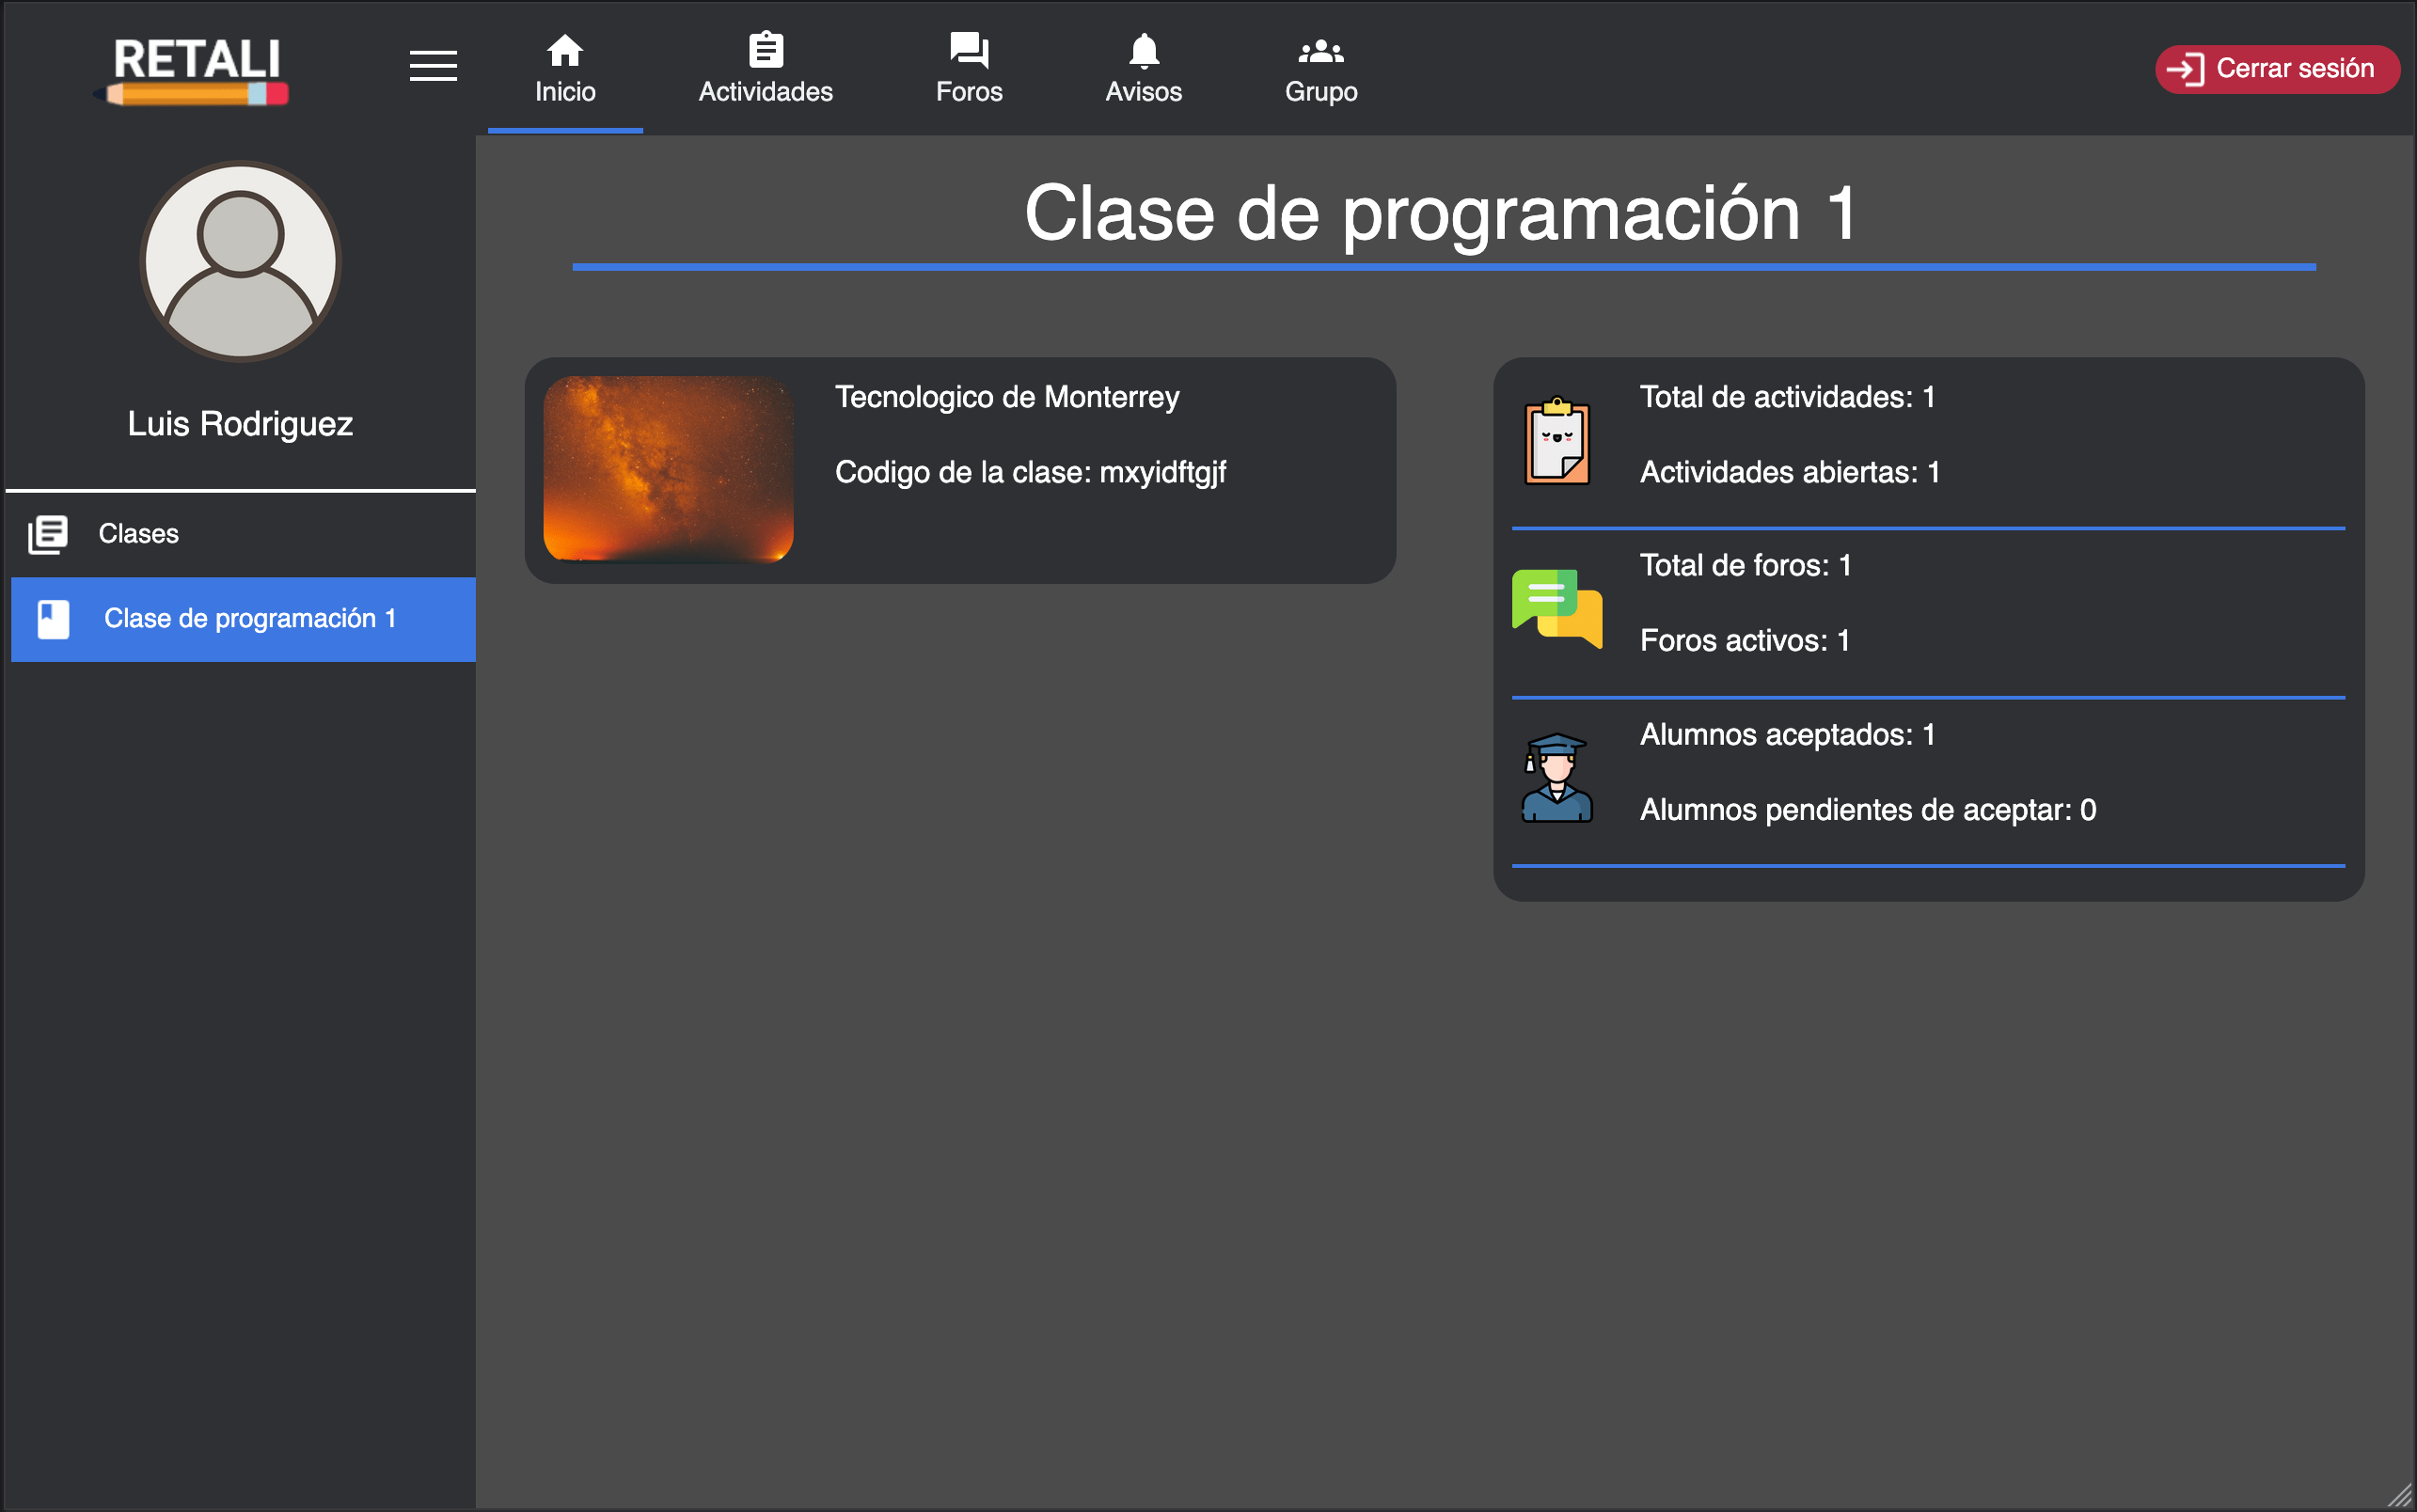 RETALI
Inicio
Actividades
Foros
Avisos
Grupo
Cerrar sesión
Luis Rodriguez
Clases
Clase de programación 1
Clase de programación 1
Tecnologico de Monterrey
Codigo de la clase: mxyidftgjf
Total de actividades: 1
Actividades abiertas: 1
Total de foros: 1
Foros activos: 1
Alumnos aceptados: 1
Alumnos pendientes de aceptar: 0